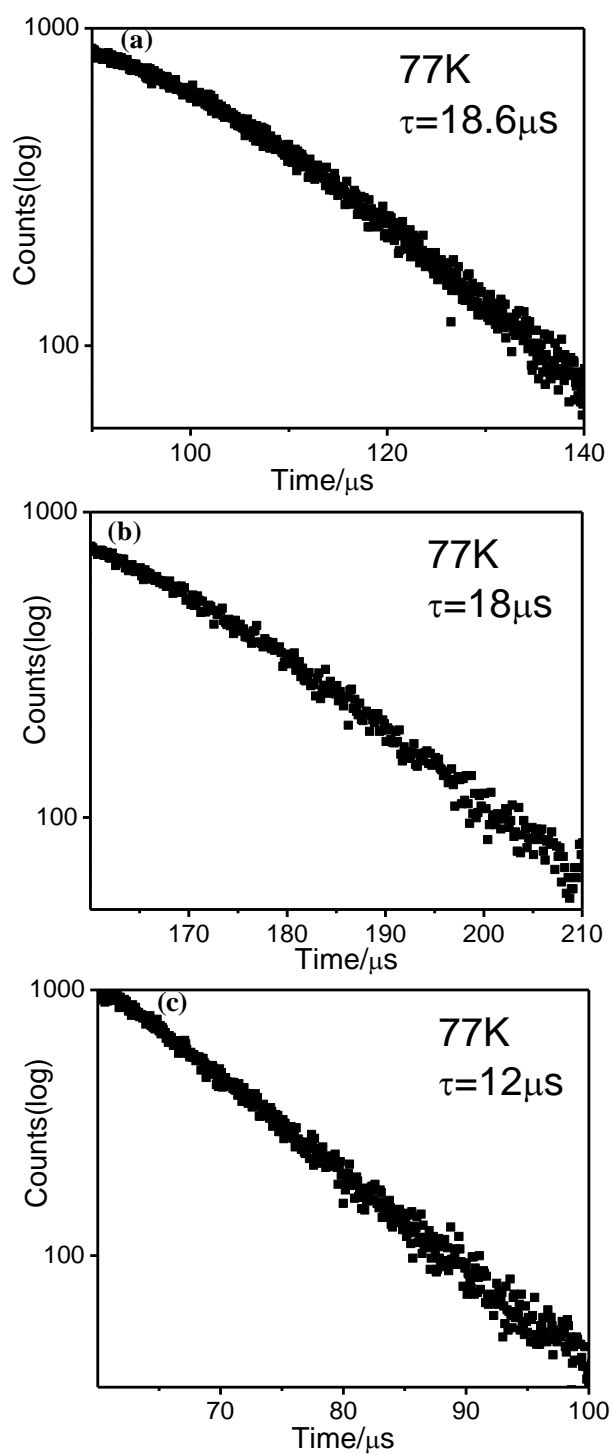 1000
(a)
77K
τ=18.6μs
Counts(log)
100
100
120
140
Time/μs
1000
(b)
77K
τ=18μs
Counts(log)
100
170
180
190
200
210
Time/μs
1000
(c)
77K
τ=12μs
Counts(log)
100
70
80
90
100
Time/μs